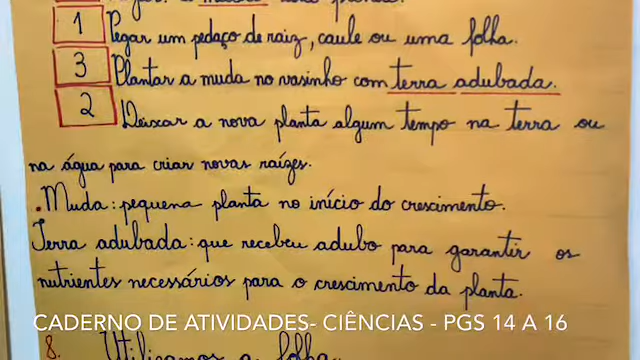 1 Pegar um pedaço de raiz, caule ou uma folha.
3 Plantar a muda no vasinho com terra adubada.
2 Deixar a nova planta algum tempo na terra ou
na água para criar novas raízes.
. Muda: pequena planta no início do crescimento.
Terra adubada: que recebeu adubo para garantir os
nutrientes necessários para o crescimento da planta.
CADERNO DE ATIVIDADES- CIÊNCIAS - PGS 14 A 16
8. Utilizamos a folha.